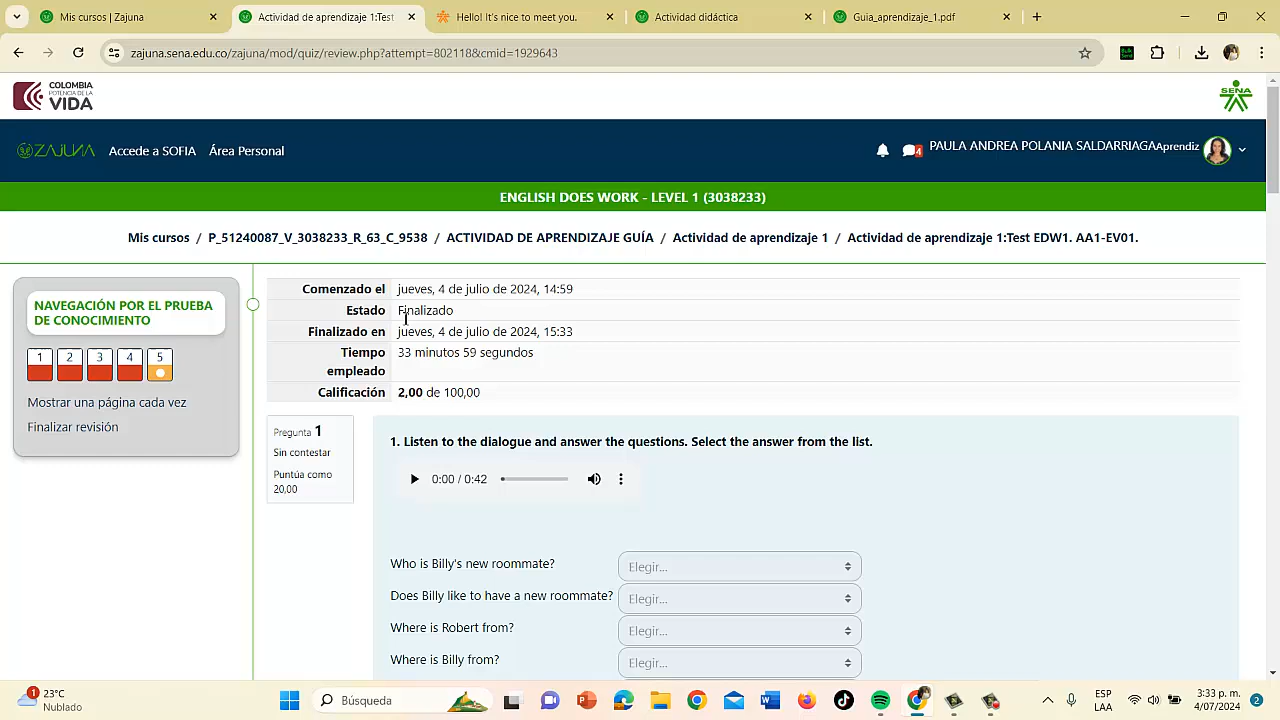 Mis cursos | Zajuna
Actividad de aprendizaje 1:Test
Hello! It's nice to meet you.
Actividad didáctica
Guia_aprendizaje_1.pdf
zajuna.sena.edu.co/zajuna/mod/quiz/review.php?attempt=802118&cmid=1929643
COLOMBIA
POTENCIA DE LA
VIDA
SENA
ZAJUNA
Accede a SOFIA
Área Personal
4
PAULA ANDREA POLANIA SALDARRIAGAAprendiz
ENGLISH DOES WORK - LEVEL 1 (3038233)
Mis cursos / P_51240087_V_3038233_R_63_C_9538 / ACTIVIDAD DE APRENDIZAJE GUÍA / Actividad de aprendizaje 1 / Actividad de aprendizaje 1:Test EDW1. AA1-EV01.
NAVEGACIÓN POR EL PRUEBA
DE CONOCIMIENTO
1 2 3 4 5
Mostrar una página cada vez
Finalizar revisión
Comenzado el jueves, 4 de julio de 2024, 14:59
Estado Finalizado
Finalizado en jueves, 4 de julio de 2024, 15:33
Tiempo empleado 33 minutos 59 segundos
Calificación 2,00 de 100,00
Pregunta 1
Sin contestar
Puntúa como
20,00
1. Listen to the dialogue and answer the questions. Select the answer from the list.
0:00 / 0:42
Who is Billy's new roommate? Elegir...
Does Billy like to have a new roommate? Elegir...
Where is Robert from? Elegir...
Where is Billy from? Elegir...
1
23°C
Nublado
Búsqueda
ESP
LAA
3:33 p. m.
4/07/2024
2